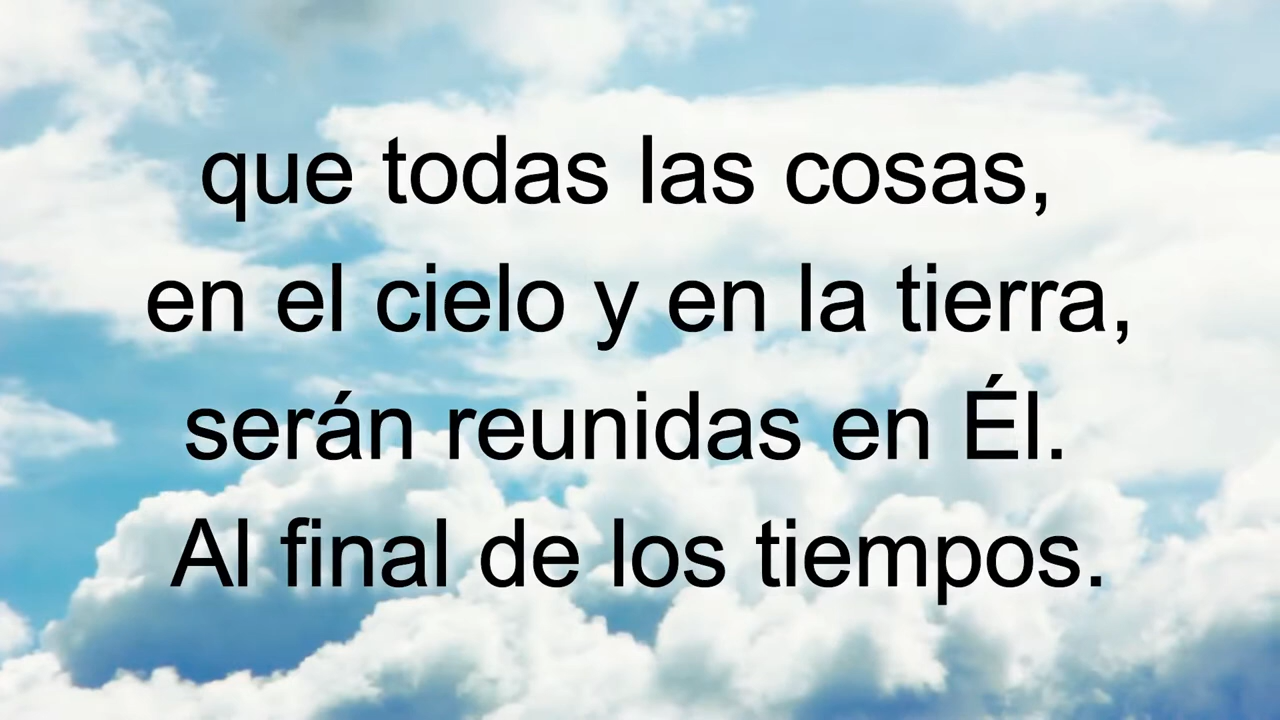 que todas las cosas,
en el cielo y en la tierra,
serán reunidas en Él.
Al final de los tiempos.